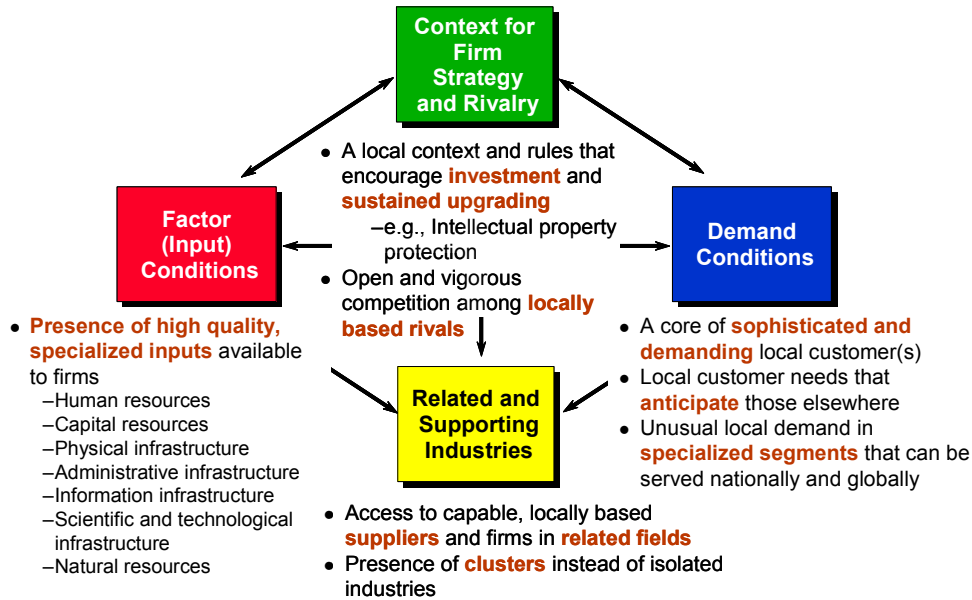 Context for
Firm
Strategy
and Rivalry
• A local context and rules that
encourage investment and
sustained upgrading
–e.g., Intellectual property
protection
• Open and vigorous
competition among locally
based rivals
Factor
(Input)
Conditions
• Presence of high quality,
specialized inputs available
to firms
–Human resources
–Capital resources
–Physical infrastructure
–Administrative infrastructure
–Information infrastructure
–Scientific and technological
infrastructure
–Natural resources
Demand
Conditions
• A core of sophisticated and
demanding local customer(s)
• Local customer needs that
anticipate those elsewhere
• Unusual local demand in
specialized segments that can be
served nationally and globally
Related and
Supporting
Industries
• Access to capable, locally based
suppliers and firms in related fields
• Presence of clusters instead of isolated
industries